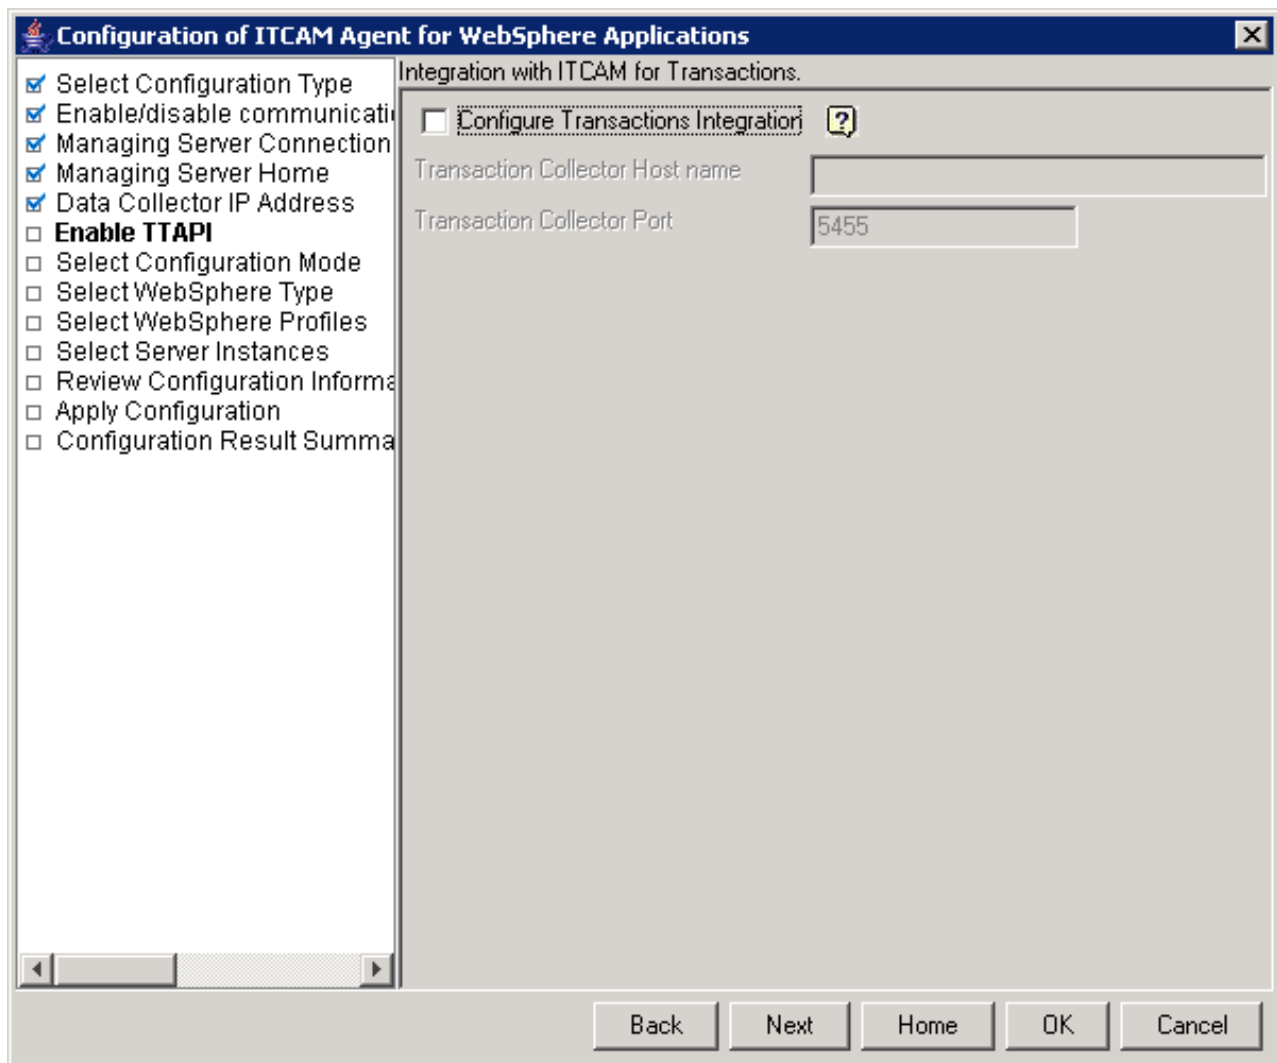 Configuration of ITCAM Agent for WebSphere Applications
Select Configuration Type
Enable/disable communicati
Managing Server Connection
Managing Server Home
Data Collector IP Address
Enable TTAPI
Select Configuration Mode
Select WebSphere Type
Select WebSphere Profiles
Select Server Instances
Review Configuration Informa
Apply Configuration
Configuration Result Summa
Integration with ITCAM for Transactions.
Configure Transactions Integration ?
Transaction Collector Host name
Transaction Collector Port 5455
Back Next Home OK Cancel